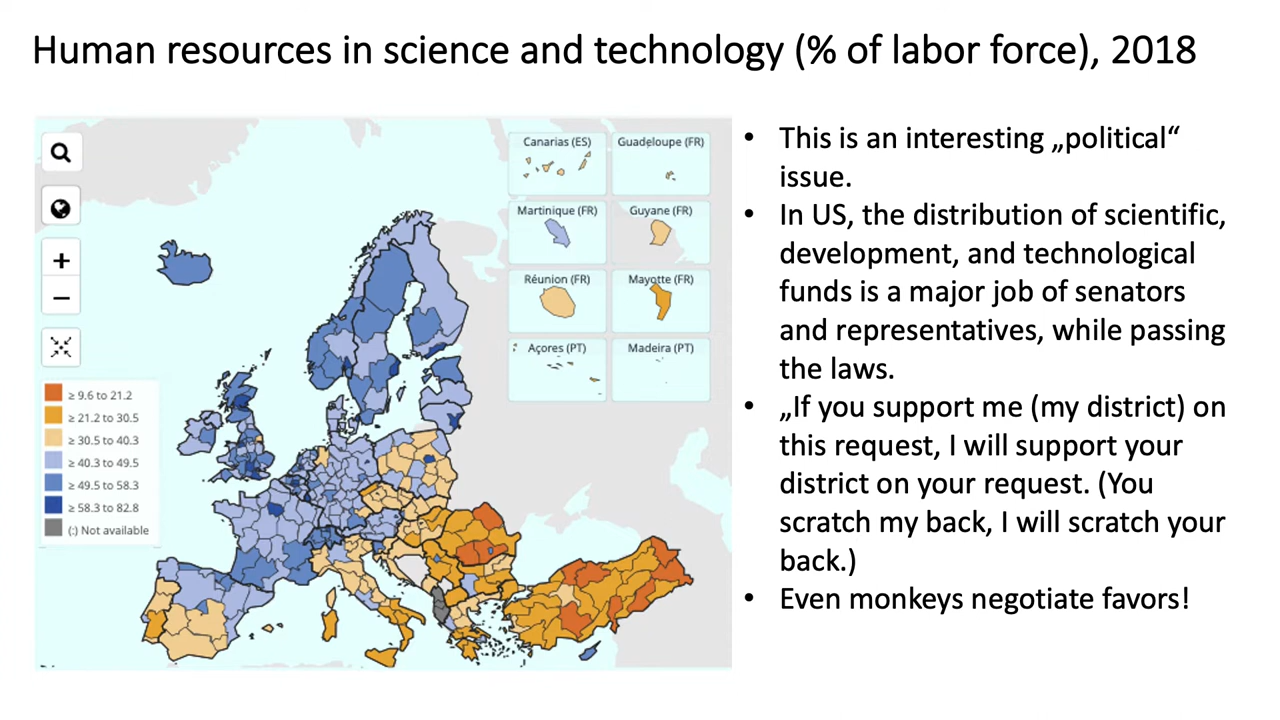 Human resources in science and technology (% of labor force), 2018
Canarias (ES)
Guadeloupe (FR)
Martinique (FR)
Guyane (FR)
Réunion (FR)
Mayotte (FR)
Açores (PT)
Madeira (PT)
+
−
≥ 9.6 to 21.2
≥ 21.2 to 30.5
≥ 30.5 to 40.3
≥ 40.3 to 49.5
≥ 49.5 to 58.3
≥ 58.3 to 82.8
(:) Not available
• This is an interesting „political“
issue.
• In US, the distribution of scientific,
development, and technological
funds is a major job of senators
and representatives, while passing
the laws.
• „If you support me (my district) on
this request, I will support your
district on your request. (You
scratch my back, I will scratch your
back.)
• Even monkeys negotiate favors!